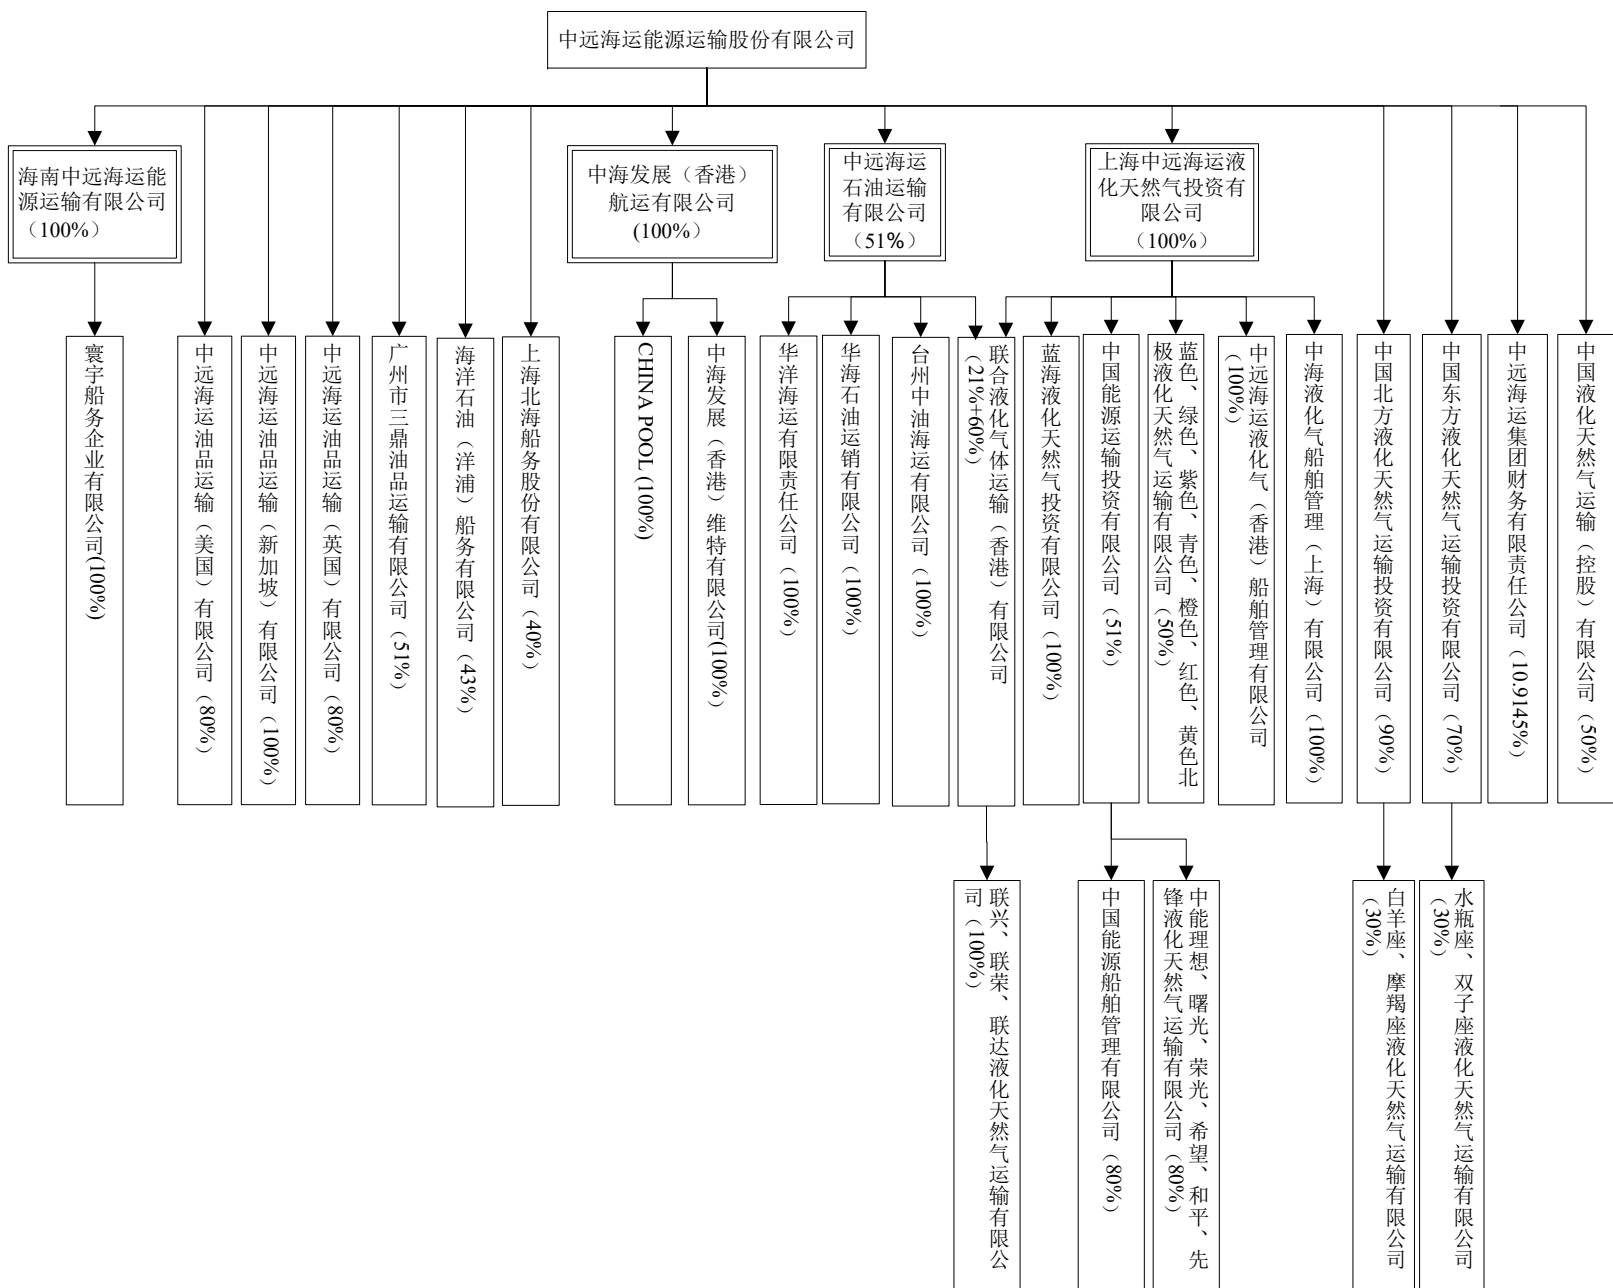 中远海运能源运输股份有限公司
海南中远海运能
源运输有限公司
（100%）
中海发展（香港）
航运有限公司
(100%）
中远海运
石油运输
有限公司
（51%）
上海中远海运液
化天然气投资有
限公司
（100%）
寰宇船务企业有限公司(100%)
中远海运油品运输（美国）有限公司（80%）
中远海运油品运输（新加坡）有限公司（100%）
中远海运油品运输（英国）有限公司（80%）
广州市三鼎油品运输有限公司（51%）
海洋石油（洋浦）船务有限公司（43%）
上海北海船务股份有限公司（40%）
CHINA POOL (100%)
中海发展（香港）维特有限公司(100%）
华洋海运有限责任公司（100%）
华海石油运销有限公司（100%）
台州中油海运有限公司（100%）
联合液化气体运输（香港）有限公司
（21%+60%）
蓝海液化天然气投资有限公司（100%）
中国能源运输投资有限公司（51%）
蓝色、绿色、紫色、青色、橙色、红色、黄色北
极液化天然气运输有限公司（50%）
中远海运液化气（香港）船舶管理有限公司
（100%）
中海液化气船舶管理（上海）有限公司（100%）
中国北方液化天然气运输投资有限公司（90%）
中国东方液化天然气运输投资有限公司（70%）
中远海运集团财务有限责任公司（10.9145%）
中国液化天然气运输（控股）有限公司（50%）
联兴、联荣、联达液化天然气运输有限公
司（100%）
中国能源船舶管理有限公司（80%）
中能理想、曙光、荣光、希望、和平、先
锋液化天然气运输有限公司（80%）
白羊座、摩羯座液化天然气运输有限公司
（30%）
水瓶座、双子座液化天然气运输有限公司
（30%）